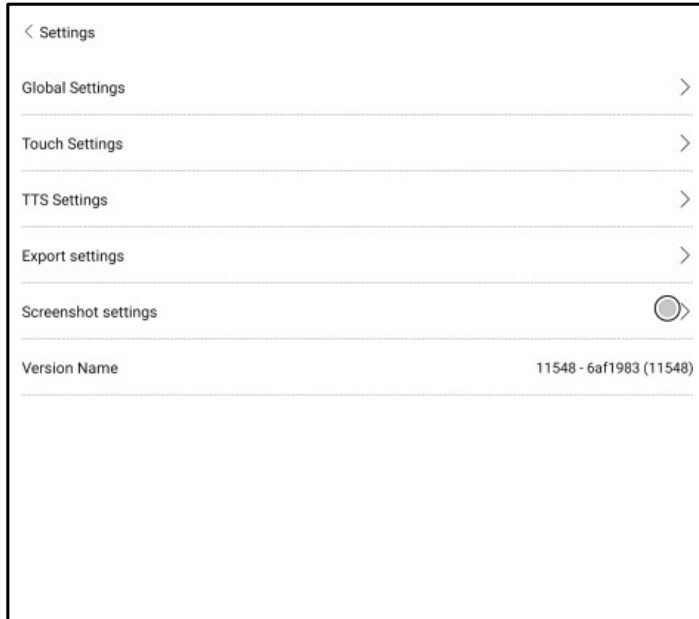 Settings
Global Settings
Touch Settings
TTS Settings
Export settings
Screenshot settings
Version Name 11548 - 6af1983 (11548)